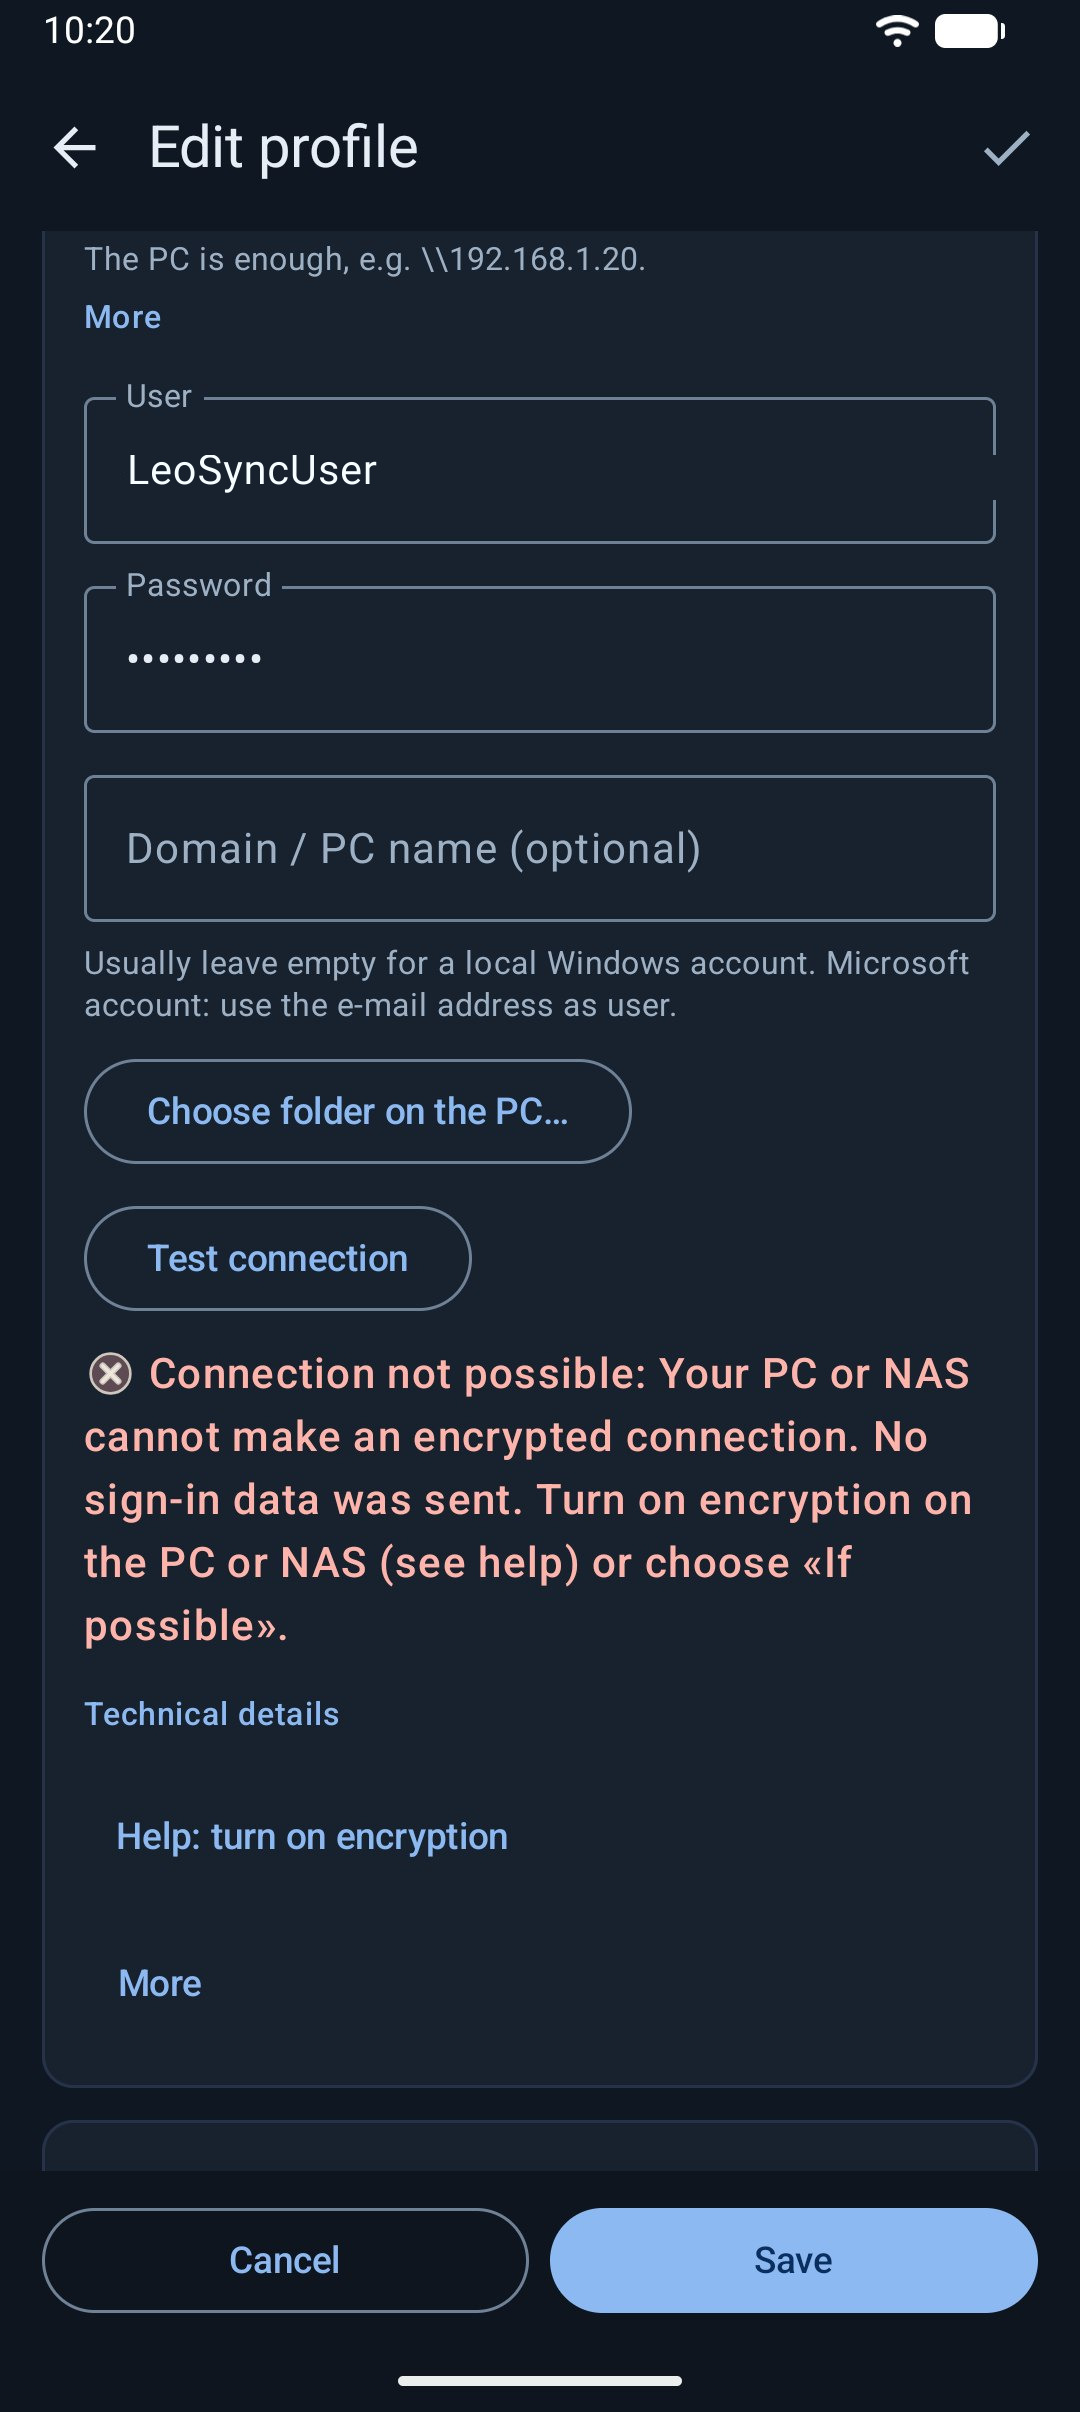 10:20
Edit profile
The PC is enough, e.g. \\192.168.1.20.
More
User
LeoSyncUser
Password
•••••••••
Domain / PC name (optional)
Usually leave empty for a local Windows account. Microsoft
account: use the e-mail address as user.
Choose folder on the PC…
Test connection
Connection not possible: Your PC or NAS
cannot make an encrypted connection. No
sign-in data was sent. Turn on encryption on
the PC or NAS (see help) or choose «If
possible».
Technical details
Help: turn on encryption
More
Cancel
Save